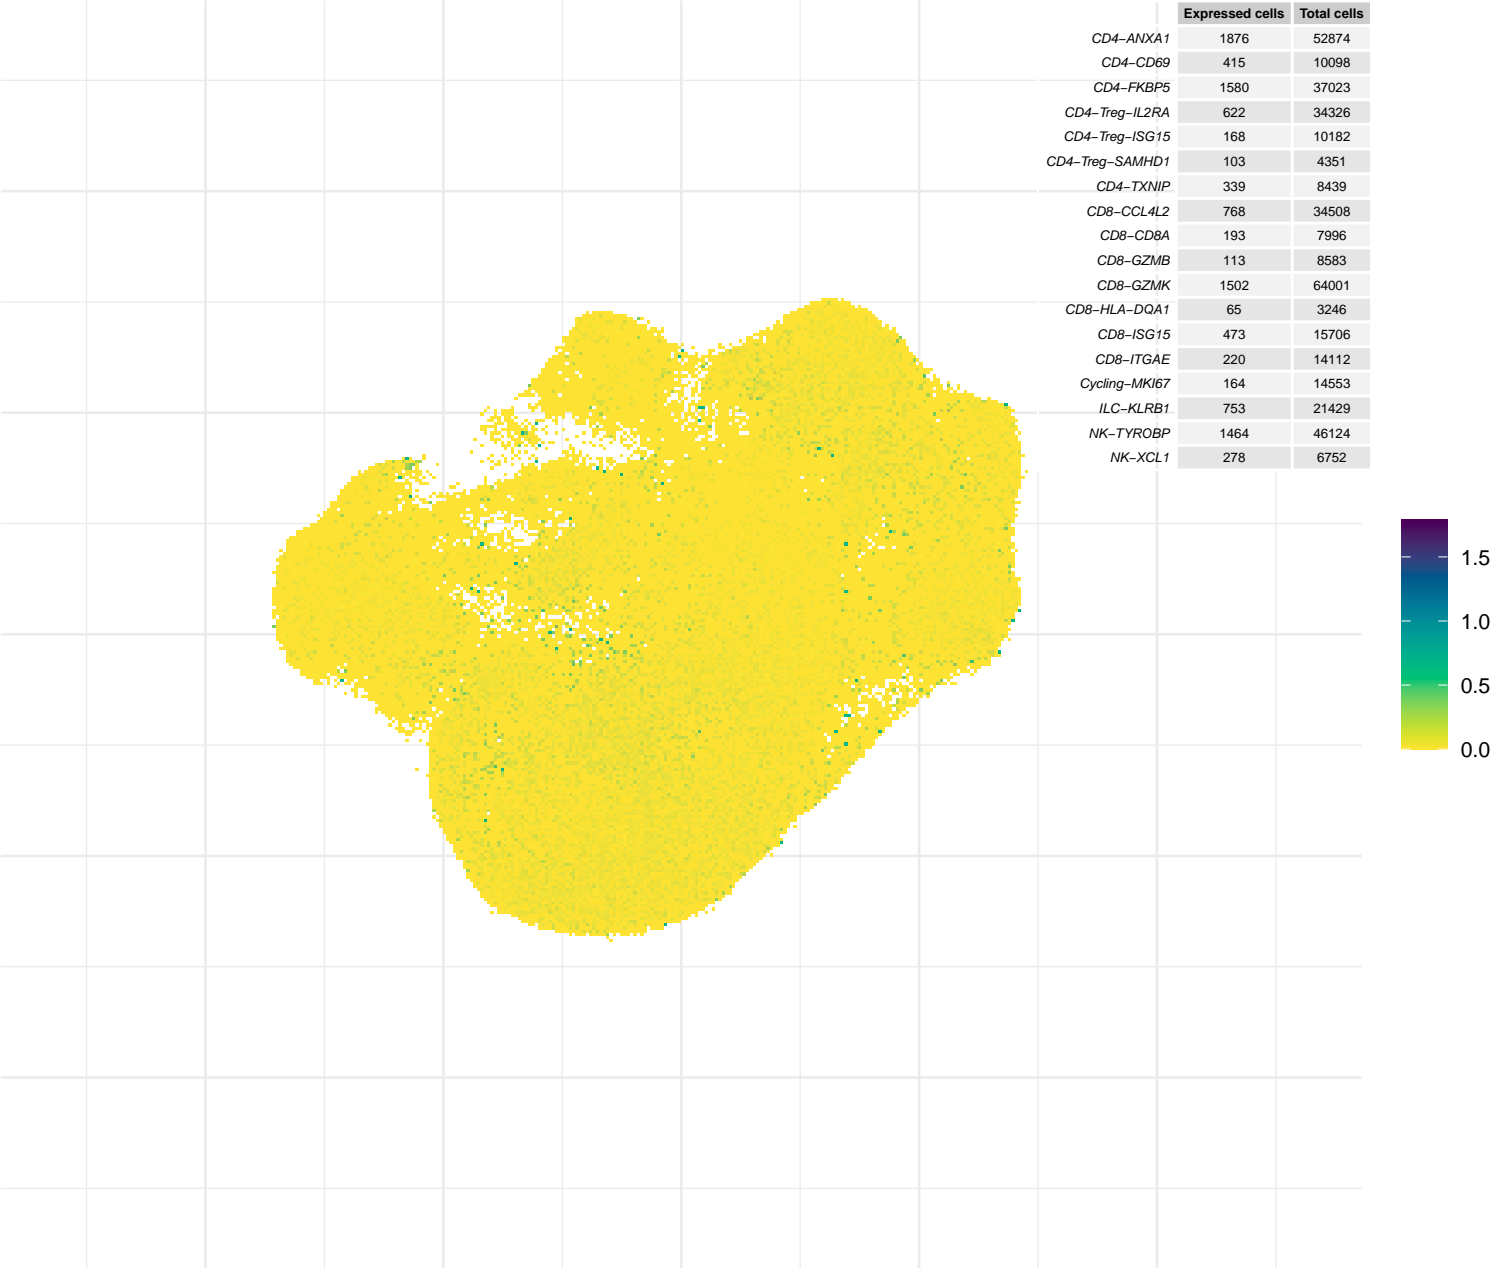 Expressed cells Total cells
CD4−ANXA1 1876 52874
CD4−CD69 415 10098
CD4−FKBP5 1580 37023
CD4−Treg−IL2RA 622 34326
CD4−Treg−ISG15 168 10182
CD4−Treg−SAMHD1 103 4351
CD4−TXNIP 339 8439
CD8−CCL4L2 768 34508
CD8−CD8A 193 7996
CD8−GZMB 113 8583
CD8−GZMK 1502 64001
CD8−HLA−DQA1 65 3246
CD8−ISG15 473 15706
CD8−ITGAE 220 14112
Cycling−MKI67 164 14553
ILC−KLRB1 753 21429
NK−TYROBP 1464 46124
NK−XCL1 278 6752
1.5
1.0
0.5
0.0